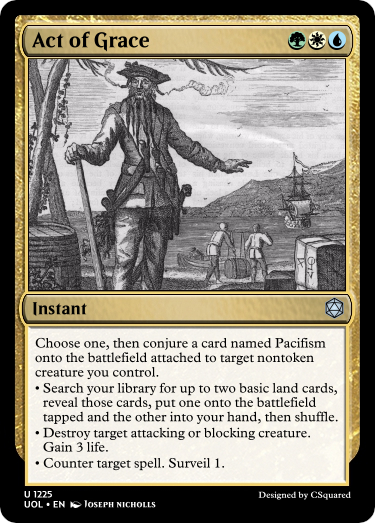 Act of Grace
Instant
Choose one, then conjure a card named Pacifism
onto the battlefield attached to target nontoken
creature you control.
• Search your library for up to two basic land cards,
reveal those cards, put one onto the battlefield
tapped and the other into your hand, then shuffle.
• Destroy target attacking or blocking creature.
Gain 3 life.
• Counter target spell. Surveil 1.
U 1225
UOL • EN JOSEPH NICHOLLS
Designed by CSquared